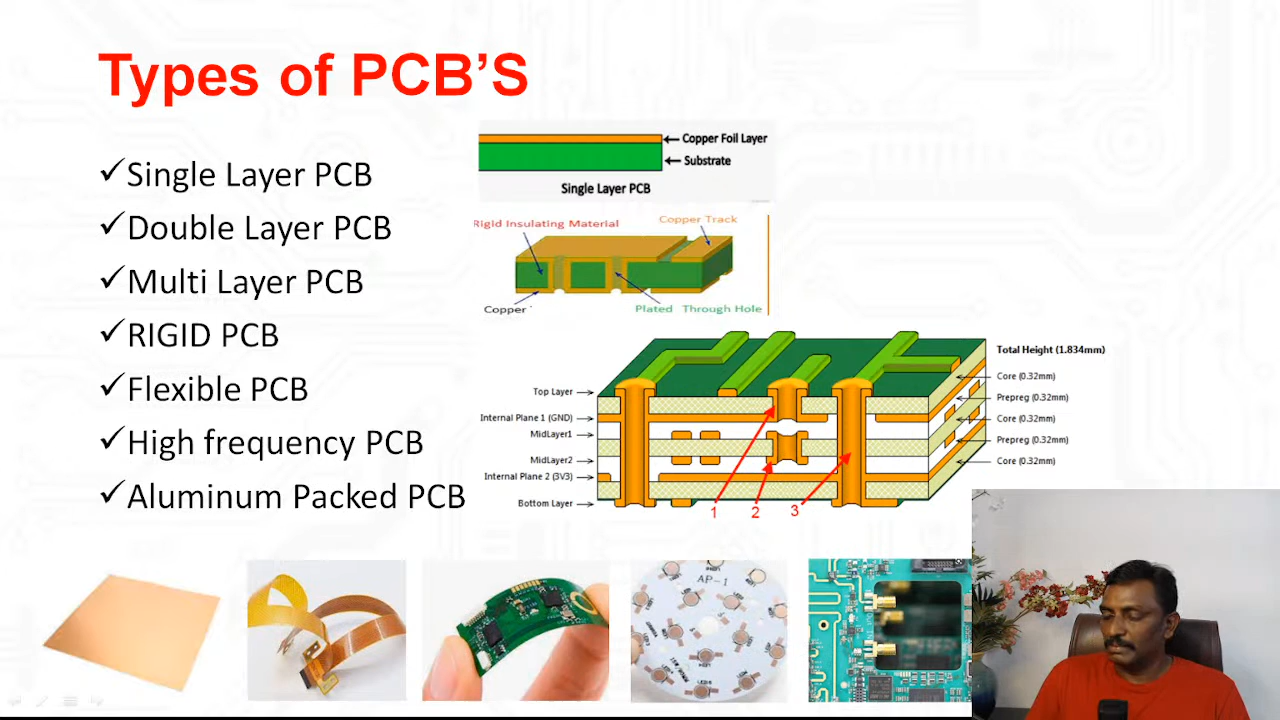 Types of PCB’S
✓Single Layer PCB
✓Double Layer PCB
✓Multi Layer PCB
✓RIGID PCB
✓Flexible PCB
✓High frequency PCB
✓Aluminum Packed PCB
Copper Foil Layer
Substrate
Single Layer PCB
Rigid Insulating Material
Copper Track
Copper
Plated Through Hole
Total Height (1.834mm)
Top Layer
Internal Plane 1 (GND)
MidLayer1
MidLayer2
Internal Plane 2 (3V3)
Bottom Layer
Core (0.32mm)
Prepreg (0.32mm)
Core (0.32mm)
Prepreg (0.32mm)
Core (0.32mm)
1 2 3
AP-1